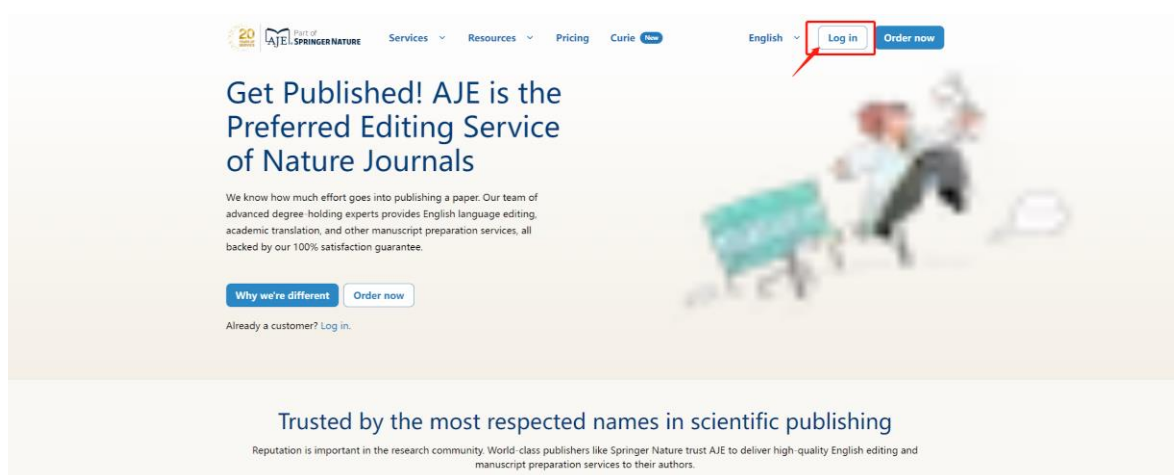 20
AJE
Part of
SPRINGER NATURE
Services
Resources
Pricing
Curie New
English
Log in
Order now
Get Published! AJE is the
Preferred Editing Service
of Nature Journals
We know how much effort goes into publishing a paper. Our team of
advanced degree-holding experts provides English language editing,
academic translation, and other manuscript preparation services, all
backed by our 100% satisfaction guarantee.
Why we're different
Order now
Already a customer? Log in.
Trusted by the most respected names in scientific publishing
Reputation is important in the research community. World-class publishers like Springer Nature trust AJE to deliver high-quality English editing and
manuscript preparation services to their authors.